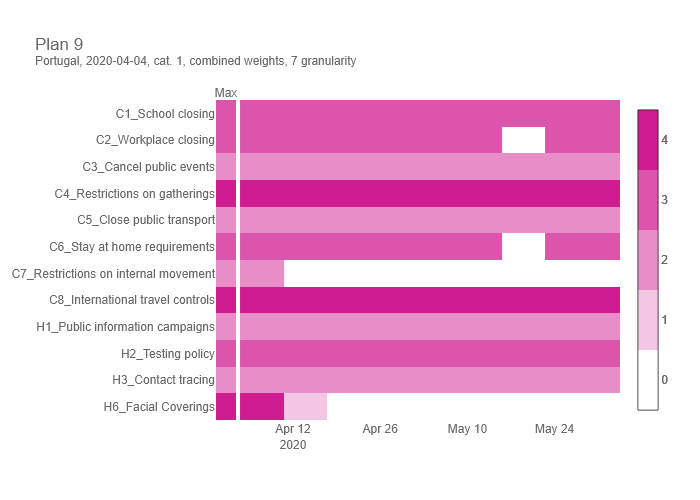 Plan 9
Portugal, 2020-04-04, cat. 1, combined weights, 7 granularity
Max
C1_School closing
C2_Workplace closing
C3_Cancel public events
C4_Restrictions on gatherings
C5_Close public transport
C6_Stay at home requirements
C7_Restrictions on internal movement
C8_International travel controls
H1_Public information campaigns
H2_Testing policy
H3_Contact tracing
H6_Facial Coverings
Apr 12 Apr 26 May 10 May 24
2020
4
3
2
1
0